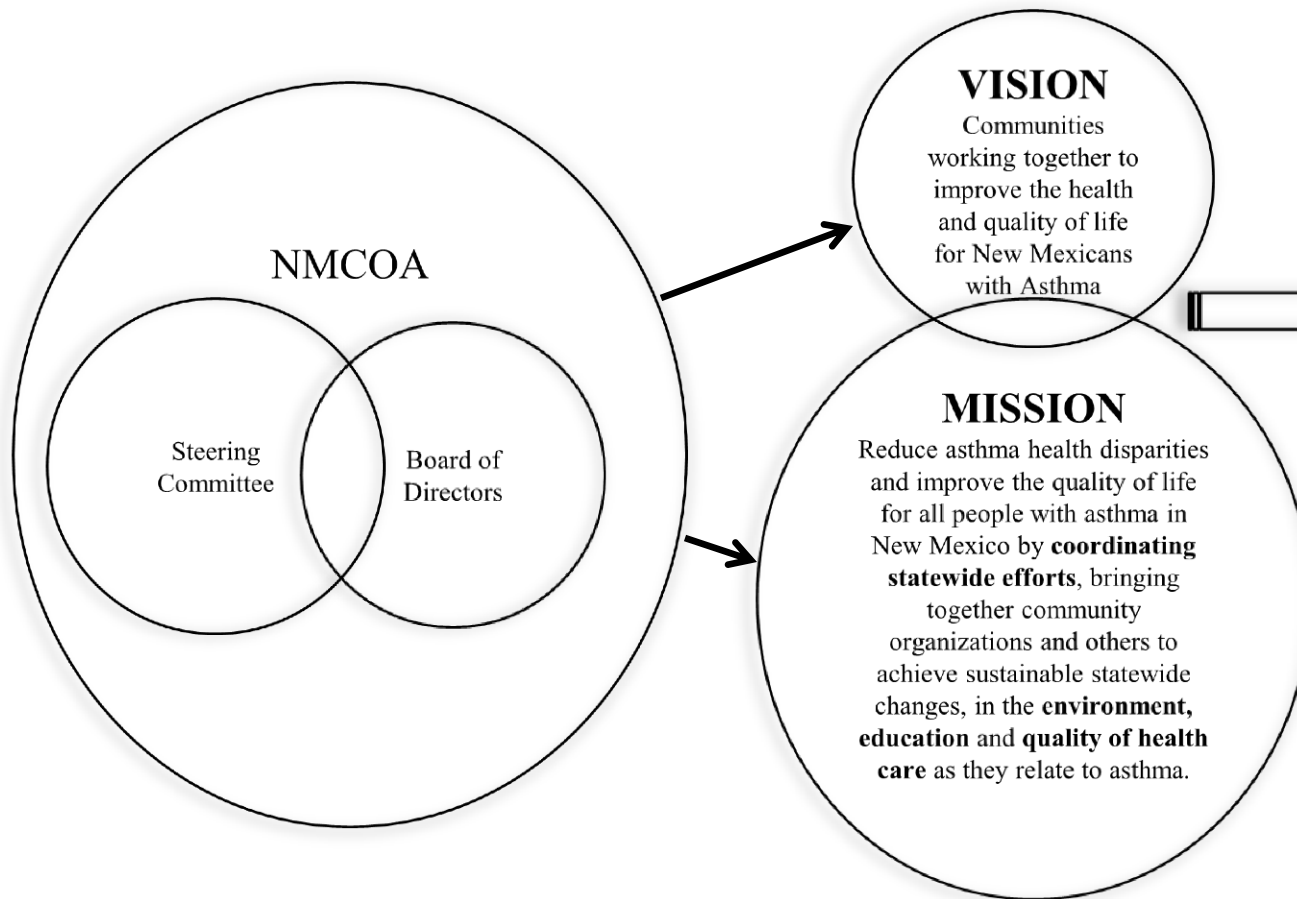 NMCOA
Steering
Committee
Board of
Directors
VISION
Communities
working together to
improve the health
and quality of life
for New Mexicans
with Asthma
MISSION
Reduce asthma health disparities
and improve the quality of life
for all people with asthma in
New Mexico by coordinating
statewide efforts, bringing
together community
organizations and others to
achieve sustainable statewide
changes, in the environment,
education and quality of health
care as they relate to asthma.